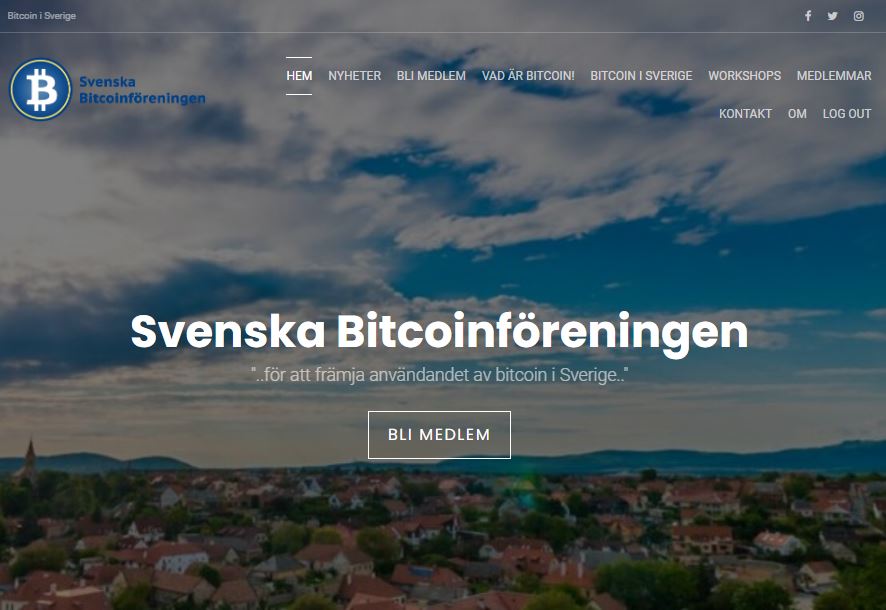 Bitcoin i Sverige
Svenska
Bitcoinföreningen
HEM NYHETER BLI MEDLEM VAD ÄR BITCOIN! BITCOIN I SVERIGE WORKSHOPS MEDLEMMAR
KONTAKT OM LOG OUT
Svenska Bitcoinföreningen
"..för att främja användandet av bitcoin i Sverige.."
BLI MEDLEM